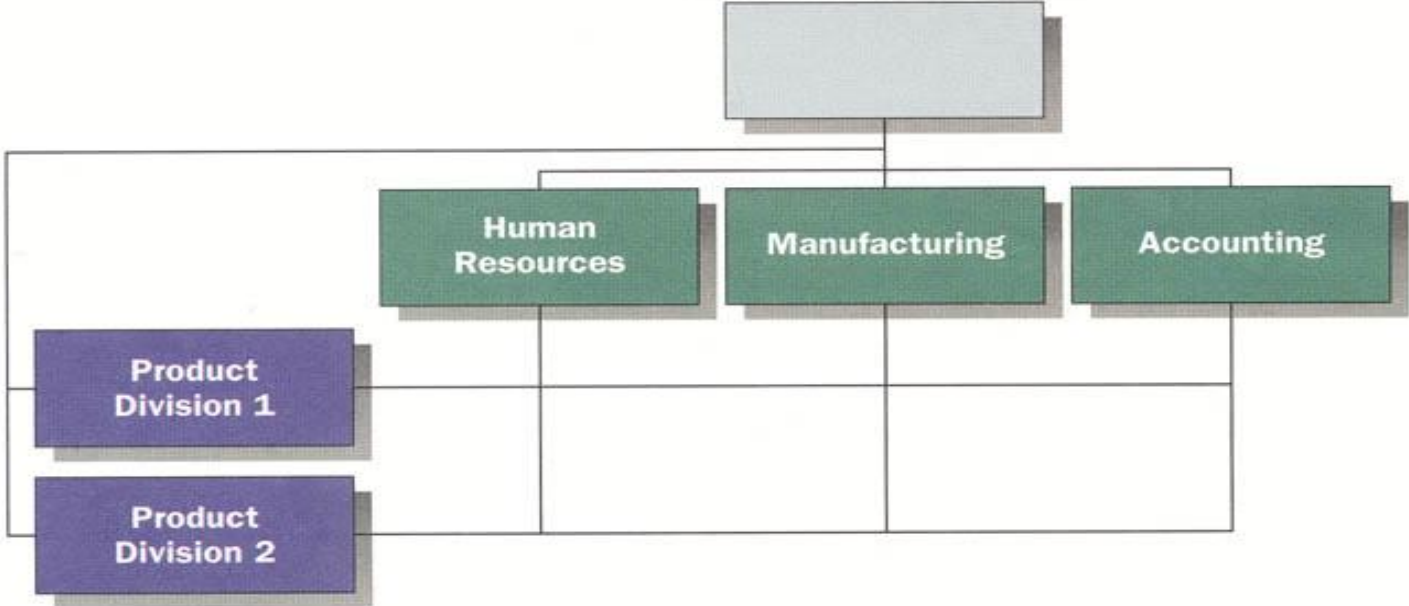 Human
Resources
Manufacturing
Accounting
Product
Division 1
Product
Division 2